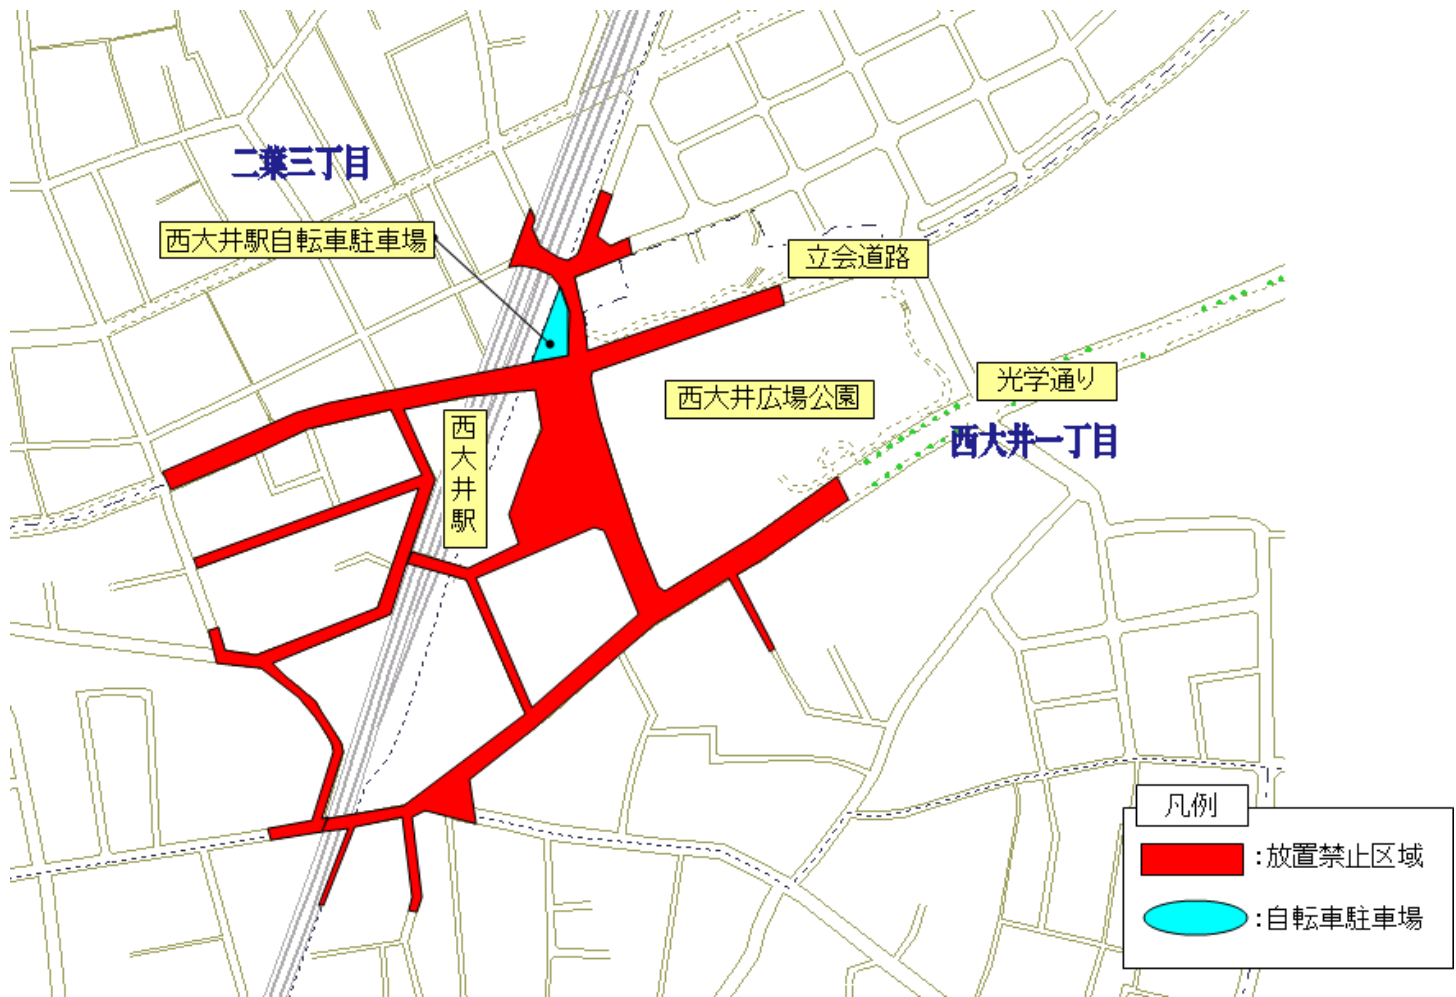 二葉三丁目
西大井駅自転車駐車場
立会道路
光学通り
西大井広場公園
西大井駅
西大井一丁目
凡例
:放置禁止区域
:自転車駐車場